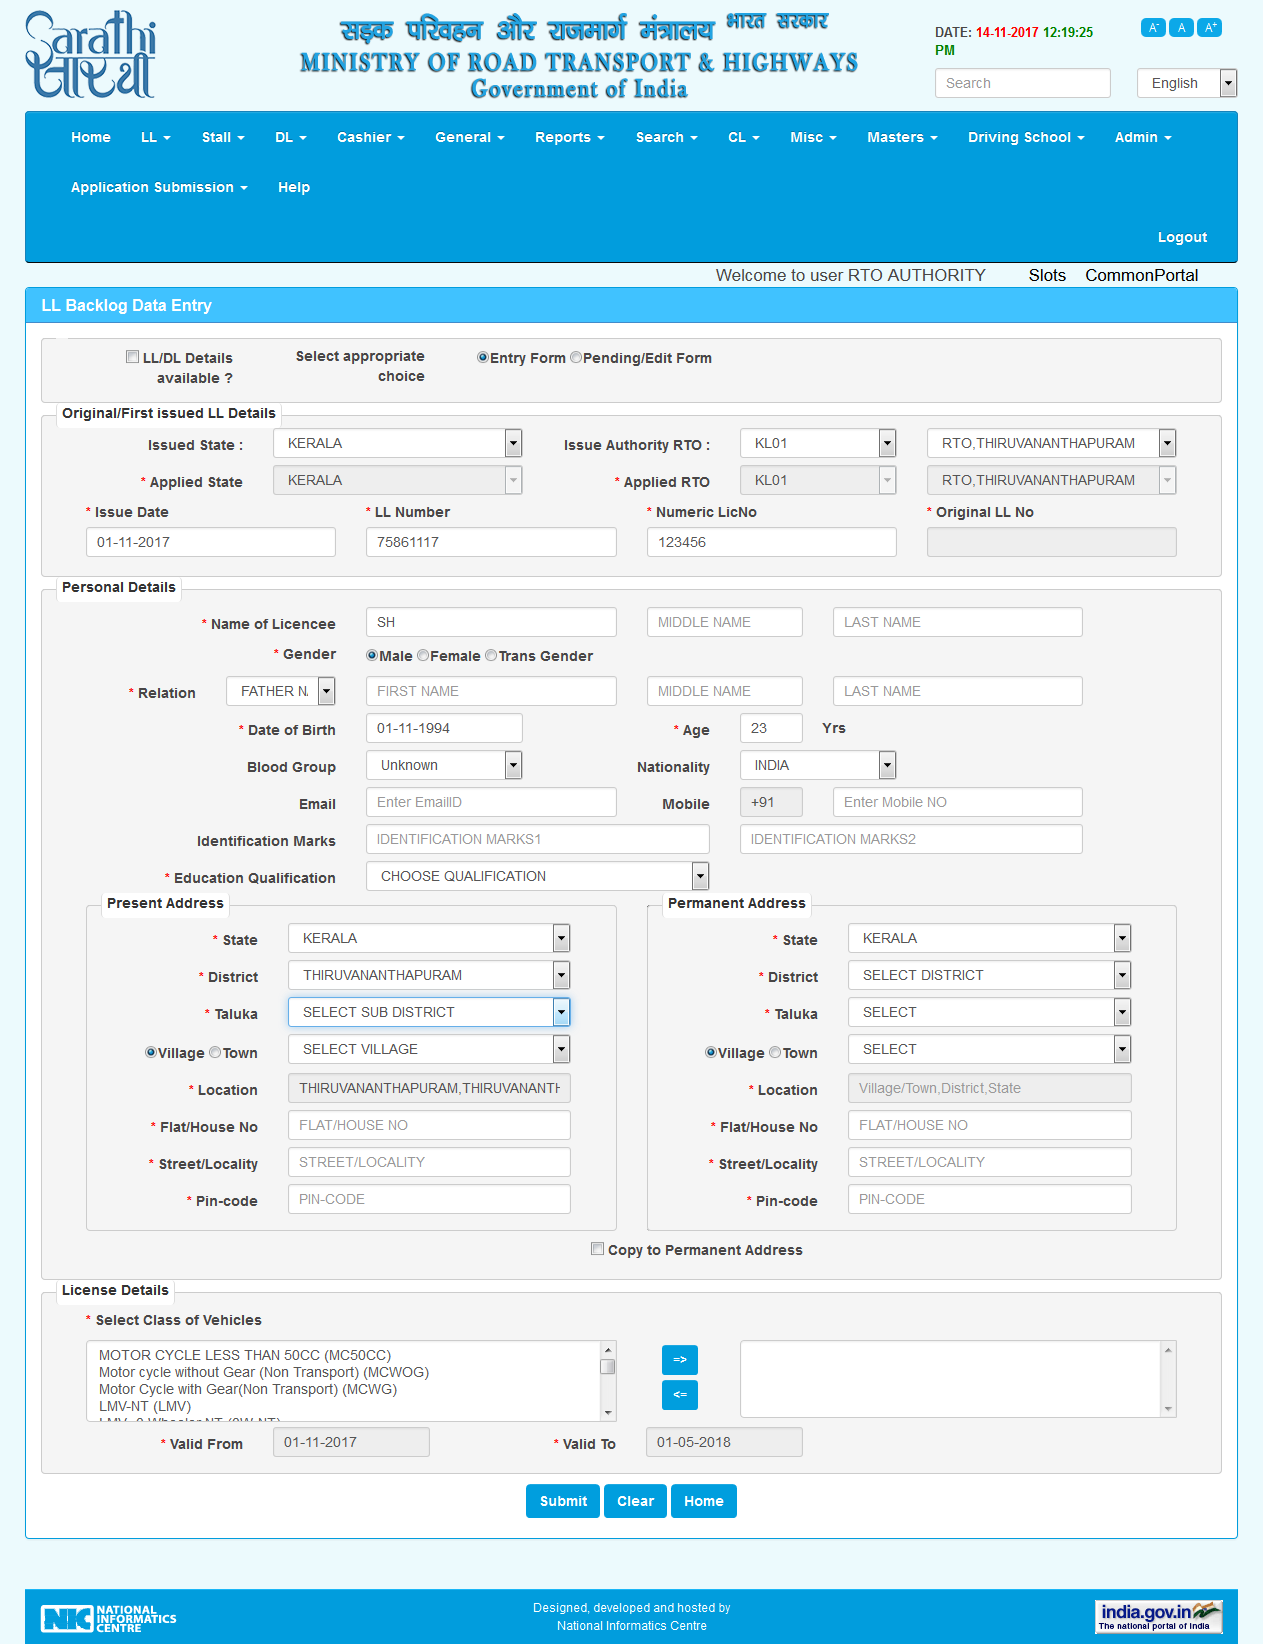 Sarathi
सारथी
सड़क परिवहन और राजमार्ग मंत्रालय भारत सरकार
MINISTRY OF ROAD TRANSPORT & HIGHWAYS
Government of India
DATE: 14-11-2017 12:19:25 PM
A- A A+
Search
English
Home LL Stall DL Cashier General Reports Search CL Misc Masters Driving School Admin
Application Submission Help
Logout
Welcome to user RTO AUTHORITY Slots CommonPortal
LL Backlog Data Entry
LL/DL Details available ? Select appropriate choice Entry Form Pending/Edit Form
Original/First issued LL Details
Issued State : KERALA Issue Authority RTO : KL01 RTO,THIRUVANANTHAPURAM
* Applied State KERALA * Applied RTO KL01 RTO,THIRUVANANTHAPURAM
* Issue Date * LL Number * Numeric LicNo * Original LL No
01-11-2017 75861117 123456
Personal Details
* Name of Licencee SH MIDDLE NAME LAST NAME
* Gender Male Female Trans Gender
* Relation FATHER NA FIRST NAME MIDDLE NAME LAST NAME
* Date of Birth 01-11-1994 * Age 23 Yrs
Blood Group Unknown Nationality INDIA
Email Enter EmailID Mobile +91 Enter Mobile NO
Identification Marks IDENTIFICATION MARKS1 IDENTIFICATION MARKS2
* Education Qualification CHOOSE QUALIFICATION
Present Address
* State KERALA
* District THIRUVANANTHAPURAM
* Taluka SELECT SUB DISTRICT
Village Town SELECT VILLAGE
* Location THIRUVANANTHAPURAM,THIRUVANANTH
* Flat/House No FLAT/HOUSE NO
* Street/Locality STREET/LOCALITY
* Pin-code PIN-CODE
Permanent Address
* State KERALA
* District SELECT DISTRICT
* Taluka SELECT
Village Town SELECT
* Location Village/Town,District,State
* Flat/House No FLAT/HOUSE NO
* Street/Locality STREET/LOCALITY
* Pin-code PIN-CODE
Copy to Permanent Address
License Details
* Select Class of Vehicles
MOTOR CYCLE LESS THAN 50CC (MC50CC)
Motor cycle without Gear (Non Transport) (MCWOG)
Motor Cycle with Gear(Non Transport) (MCWG)
LMV-NT (LMV)
=>
<=
* Valid From 01-11-2017 * Valid To 01-05-2018
Submit Clear Home
NIC NATIONAL INFORMATICS CENTRE
Designed, developed and hosted by
National Informatics Centre
india.gov.in
The national portal of India